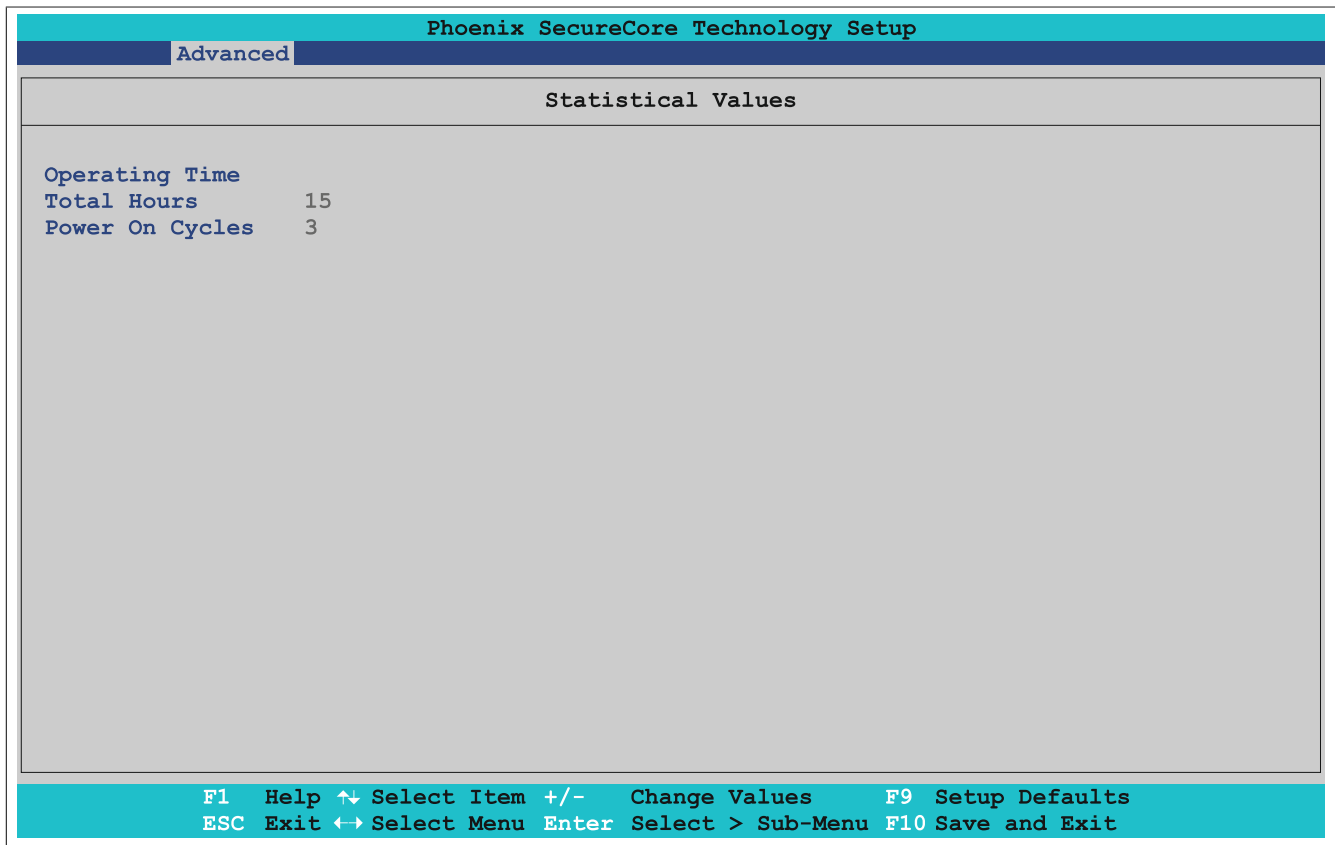 Phoenix SecureCore Technology Setup
Advanced
Statistical Values
Operating Time
Total Hours 15
Power On Cycles 3
F1 Help ↑↓ Select Item +/- Change Values F9 Setup Defaults
ESC Exit ←→ Select Menu Enter Select > Sub-Menu F10 Save and Exit